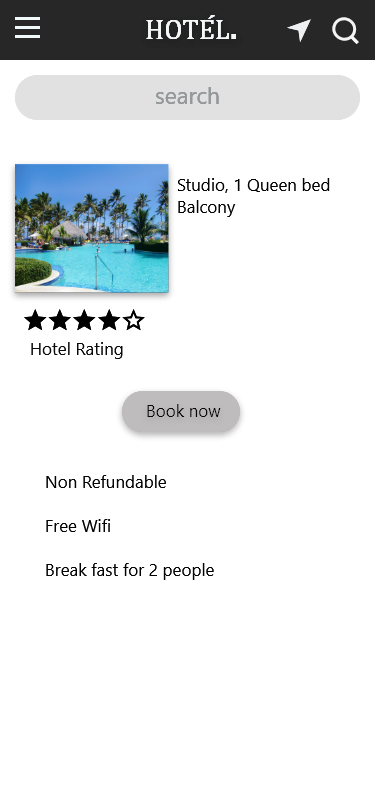 HOTÉL.
search
Studio, 1 Queen bed
Balcony
Hotel Rating
Book now
Non Refundable
Free Wifi
Break fast for 2 people